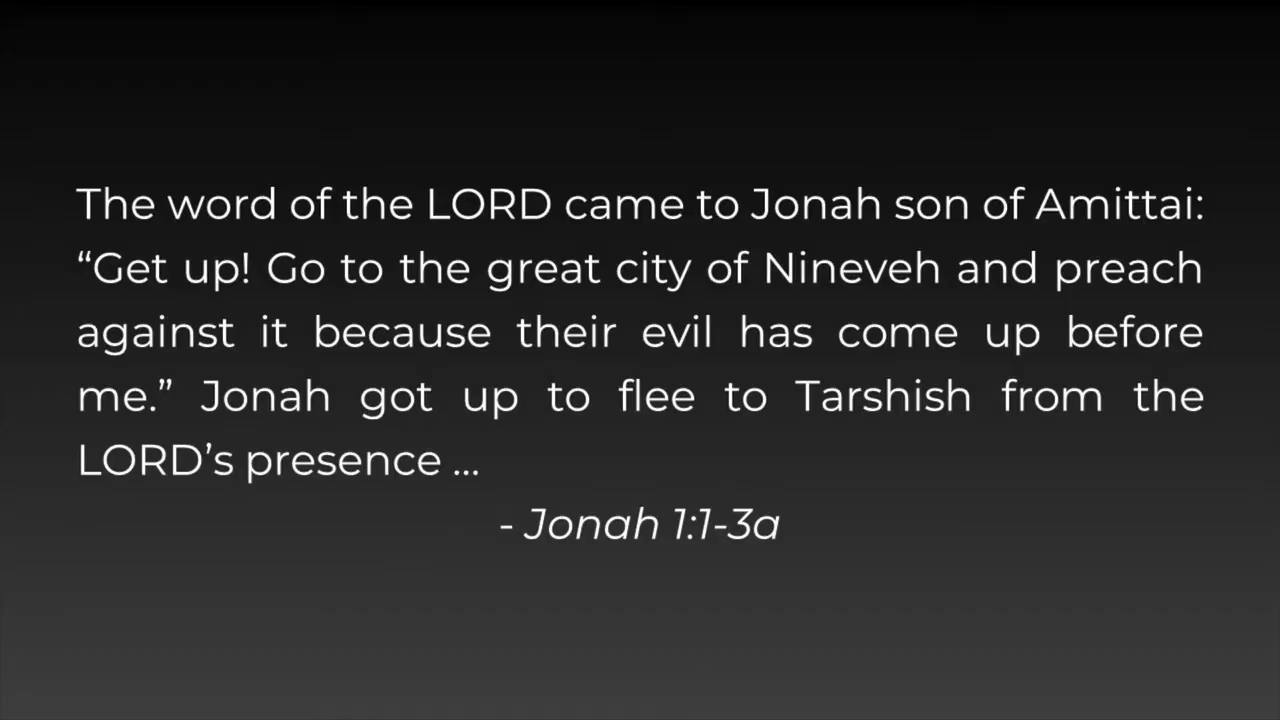 The word of the LORD came to Jonah son of Amittai:
“Get up! Go to the great city of Nineveh and preach
against it because their evil has come up before
me.” Jonah got up to flee to Tarshish from the
LORD’s presence ...
- Jonah 1:1-3a